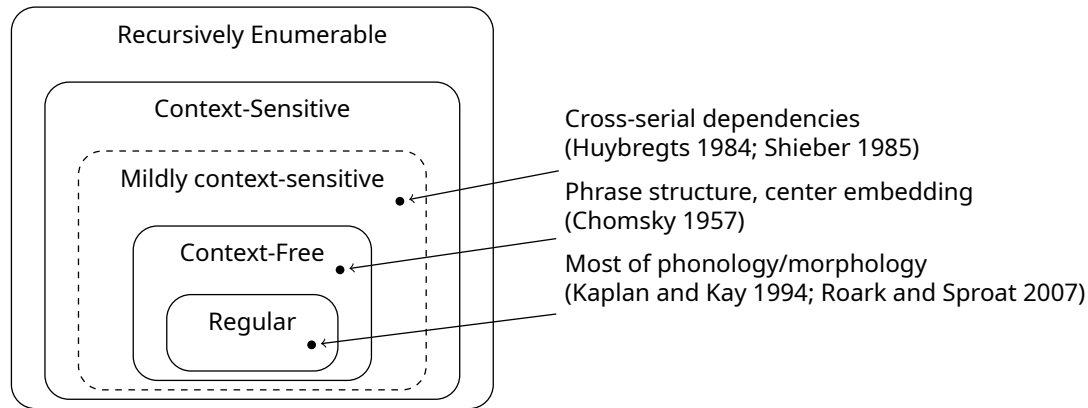 Recursively Enumerable
Context-Sensitive
Mildly context-sensitive
Context-Free
Regular
Cross-serial dependencies
(Huybregts 1984; Shieber 1985)
Phrase structure, center embedding
(Chomsky 1957)
Most of phonology/morphology
(Kaplan and Kay 1994; Roark and Sproat 2007)